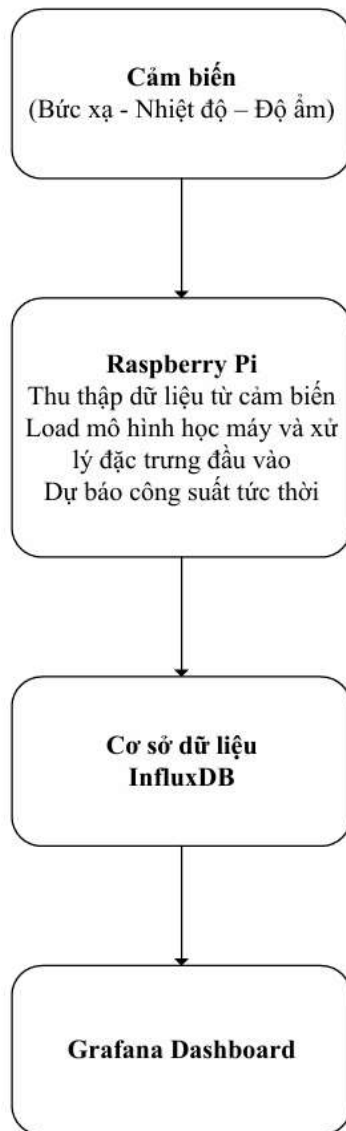 Cảm biến
(Bức xạ - Nhiệt độ – Độ ẩm)
Raspberry Pi
Thu thập dữ liệu từ cảm biến
Load mô hình học máy và xử
lý đặc trưng đầu vào
Dự báo công suất tức thời
Cơ sở dữ liệu
InfluxDB
Grafana Dashboard